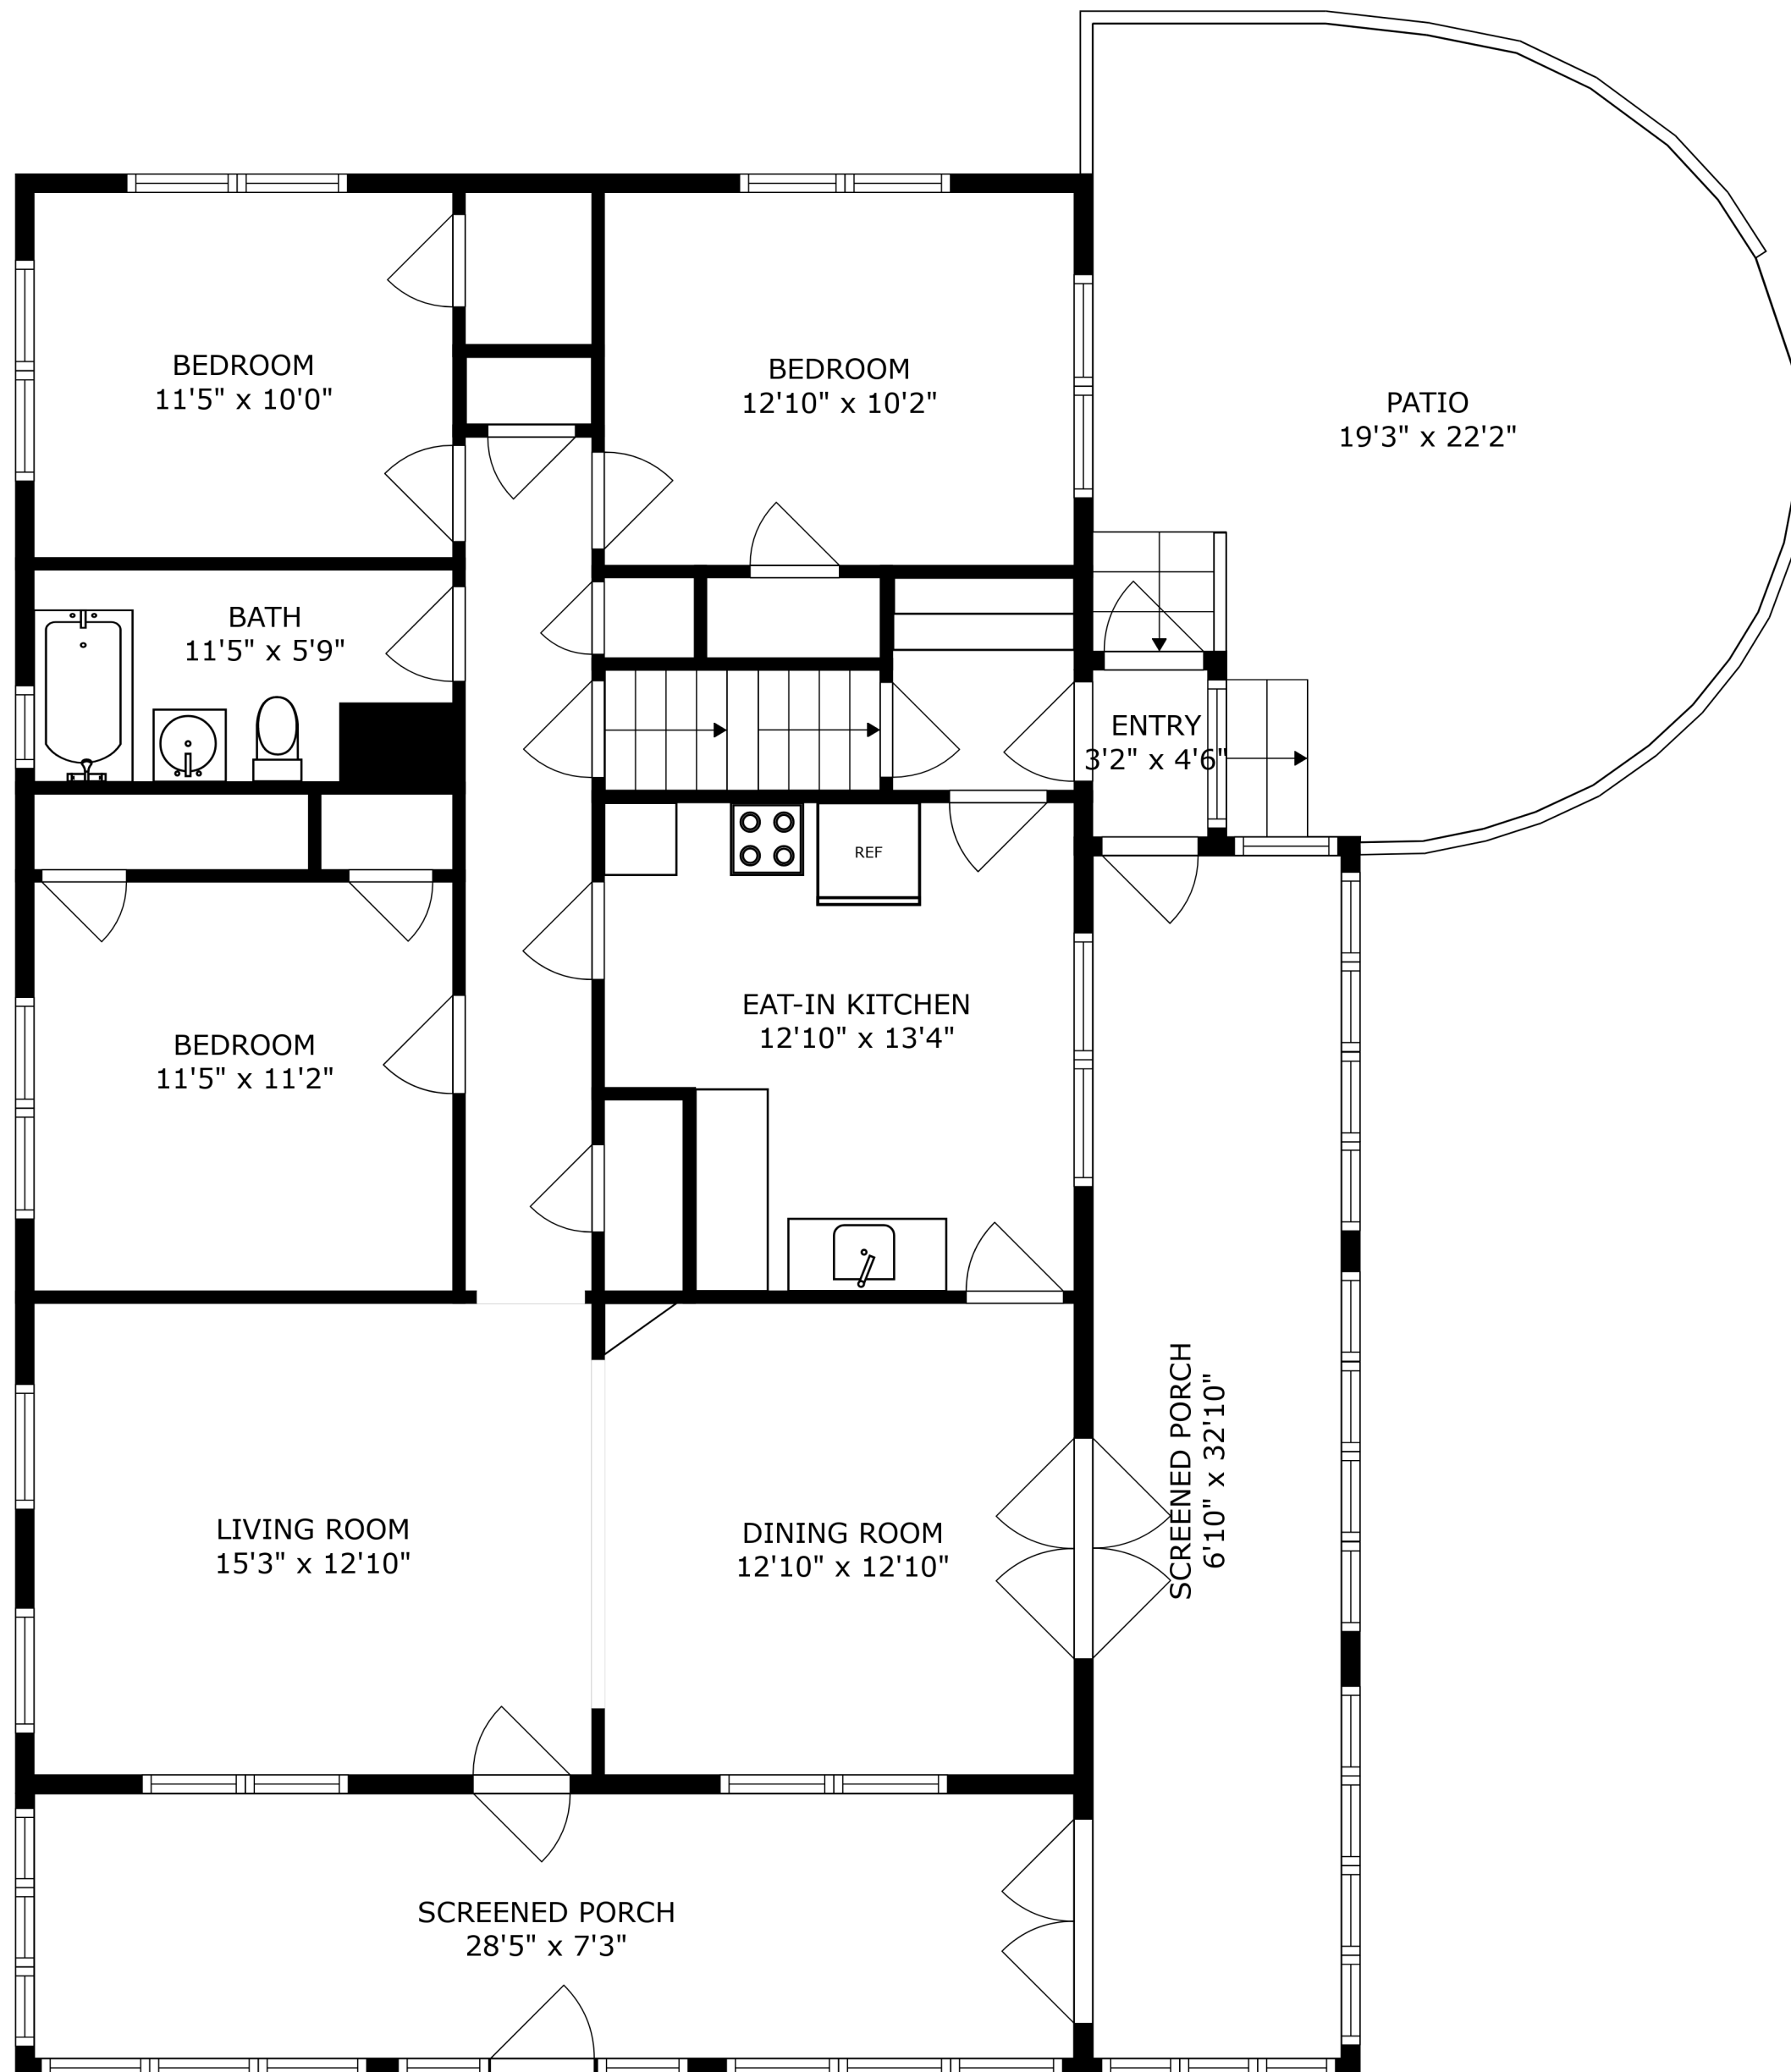 BEDROOM
11'5" x 10'0"
BEDROOM
12'10" x 10'2"
PATIO
19'3" x 22'2"
BATH
11'5" x 5'9"
ENTRY
3'2" x 4'6"
REF
EAT-IN KITCHEN
12'10" x 13'4"
BEDROOM
11'5" x 11'2"
SCREENED PORCH
6'10" x 32'10"
LIVING ROOM
15'3" x 12'10"
DINING ROOM
12'10" x 12'10"
SCREENED PORCH
28'5" x 7'3"